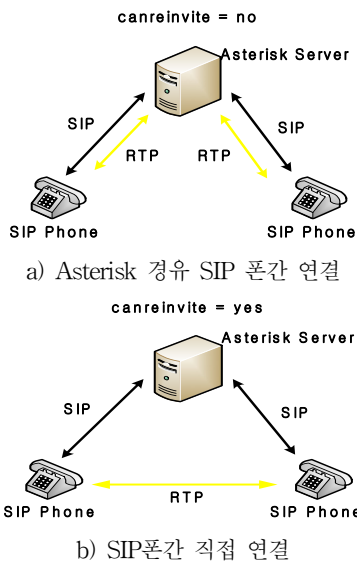 canreinvite = no
Asterisk Server
SIP
SIP
RTP
RTP
SIP Phone
SIP Phone
a) Asterisk 경유 SIP 폰간 연결
canreinvite = yes
Asterisk Server
SIP
SIP
RTP
SIP Phone
SIP Phone
b) SIP폰간 직접 연결